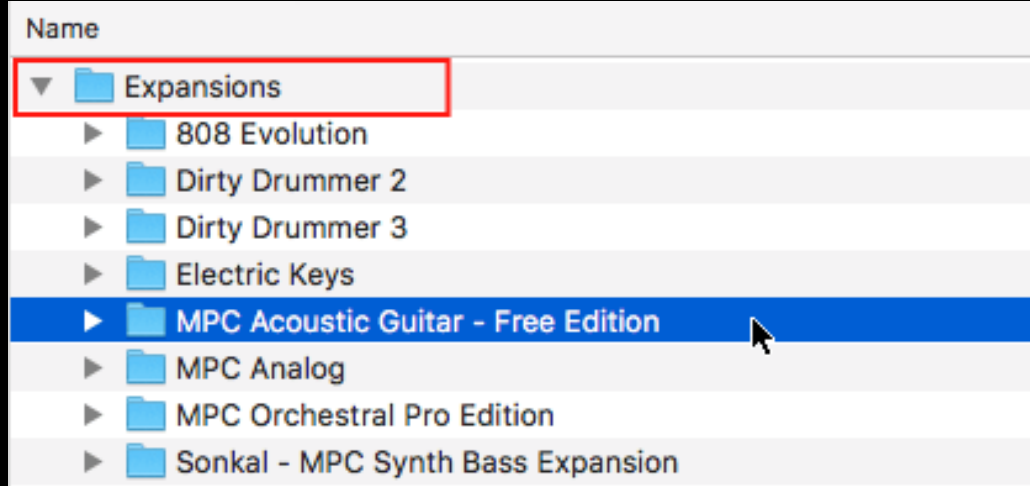 Name
Expansions
808 Evolution
Dirty Drummer 2
Dirty Drummer 3
Electric Keys
MPC Acoustic Guitar - Free Edition
MPC Analog
MPC Orchestral Pro Edition
Sonkal - MPC Synth Bass Expansion